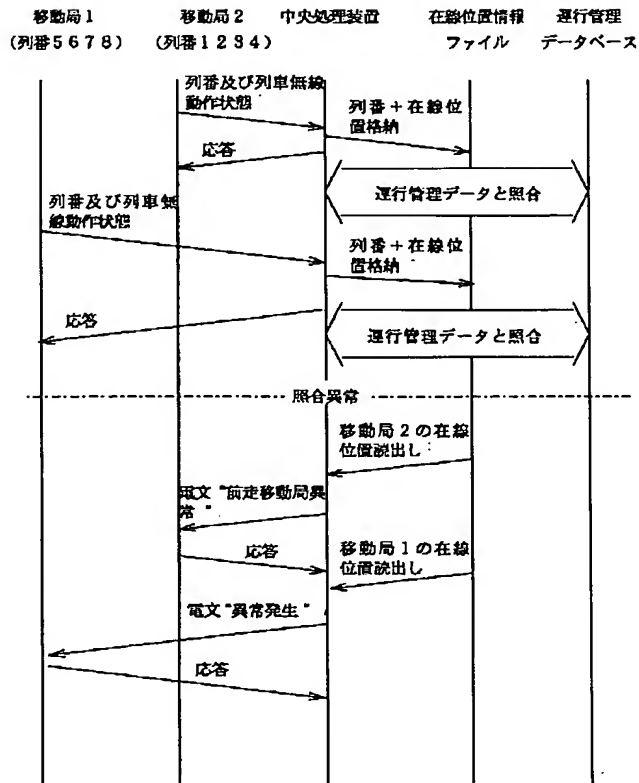 移動局1
(列番5678)
移動局2
(列番1234)
中央処理装置
在線位置情報
ファイル
運行管理
データベース
列番及び列車無線
動作状態
列番+在線位
置格納
応答
運行管理データと照合
列番及び列車無
線動作状態
列番+在線位
置格納
応答
運行管理データと照合
照合異常
移動局2の在線
位置読出し
電文"前走移動局異
常"
応答
移動局1の在線
位置読出し
電文"異常発生"
応答